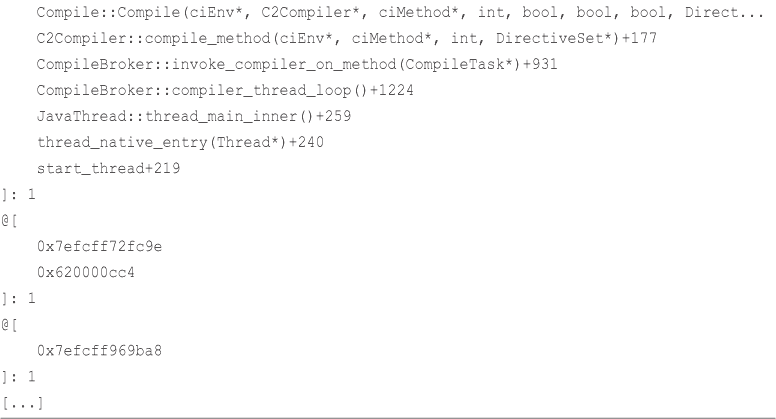 Compile::Compile(ciEnv*, C2Compiler*, ciMethod*, int, bool, bool, bool, Direct...
C2Compiler::compile_method(ciEnv*, ciMethod*, int, DirectiveSet*)+177
CompileBroker::invoke_compiler_on_method(CompileTask*)+931
CompileBroker::compiler_thread_loop()+1224
JavaThread::thread_main_inner()+259
thread_native_entry(Thread*)+240
start_thread+219
]: 1
@[
0x7efcff72fc9e
0x620000cc4
]: 1
@[
0x7efcff969ba8
]: 1
[...]